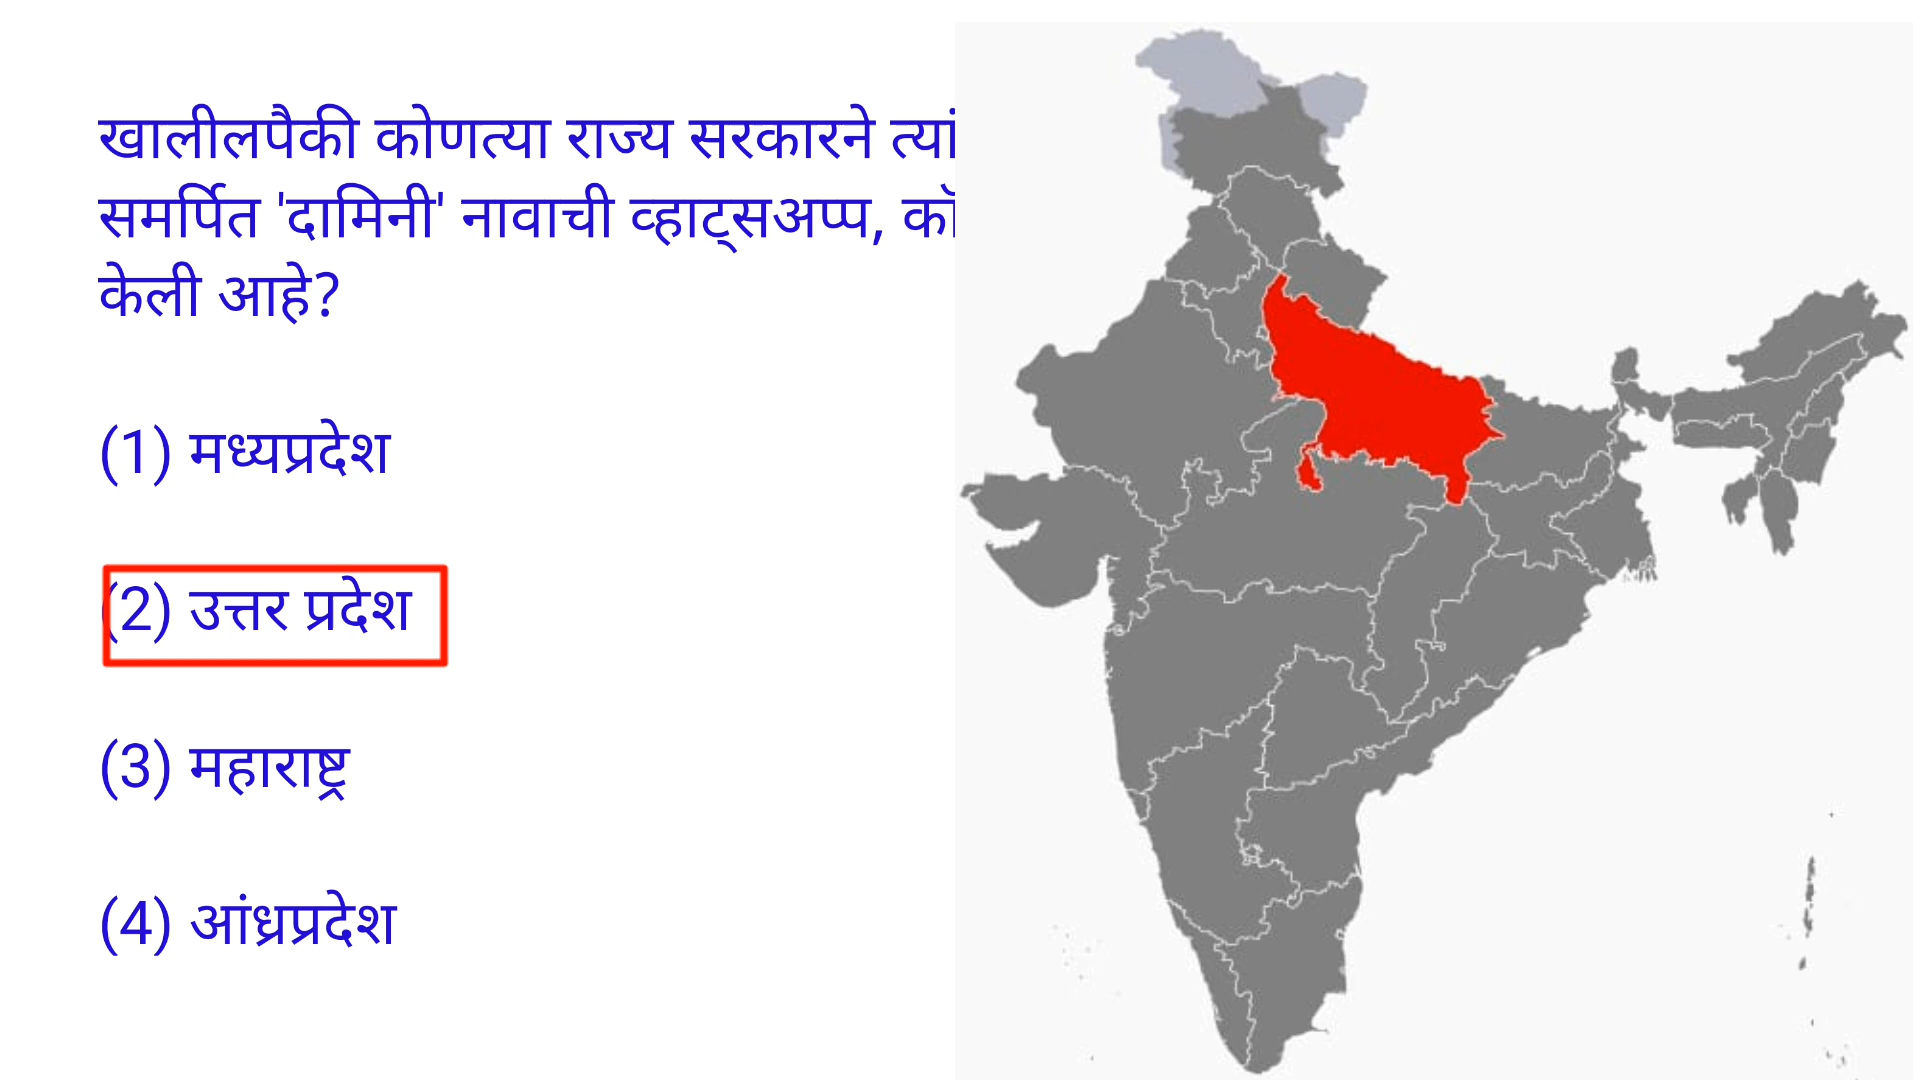 खालीलपैकी कोणत्या राज्य सरकारने
समर्पित 'दामिनी' नावाची व्हाट्सअप्प,
केली आहे?
(1) मध्यप्रदेश
(2) उत्तर प्रदेश
(3) महाराष्ट्र
(4) आंध्रप्रदेश